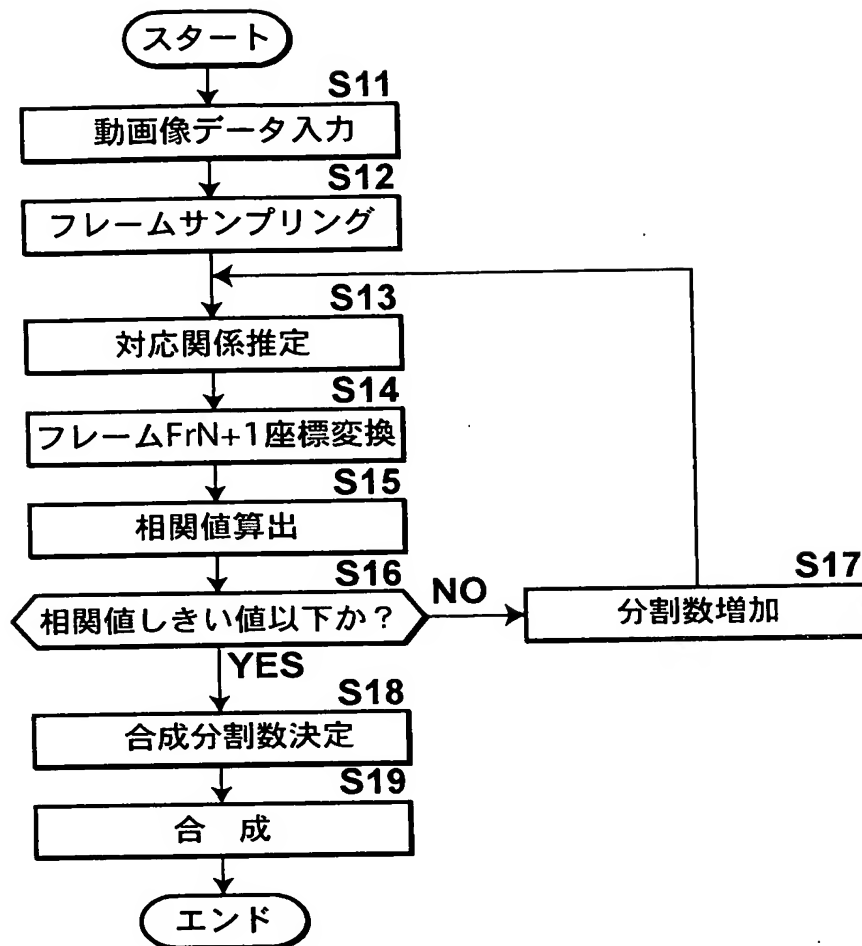 スタート
S11
動画像データ入力
S12
フレームサンプリング
S13
対応関係推定
S14
フレームFrN+1座標変換
S15
相関値算出
S16
相関値しきい値以下か？
NO
S17
分割数増加
YES
S18
合成分割数決定
S19
合 成
エンド